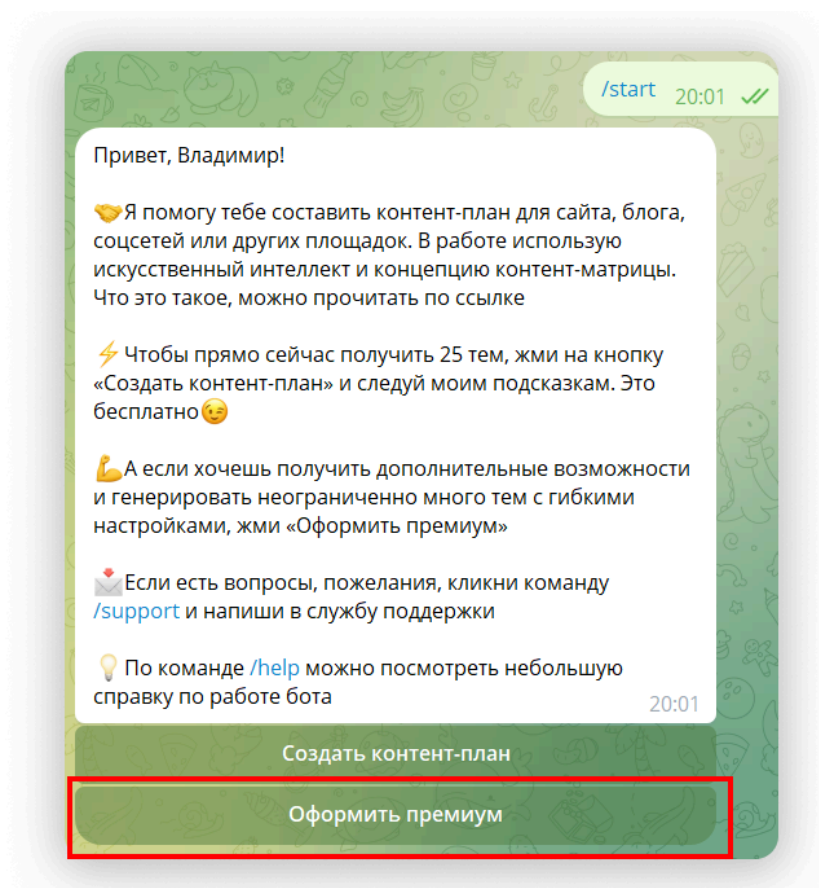 /start 20:01
Привет, Владимир!
🤝Я помогу тебе составить контент-план для сайта, блога,
соцсетей или других площадок. В работе использую
искусственный интеллект и концепцию контент-матрицы.
Что это такое, можно прочитать по ссылке
⚡Чтобы прямо сейчас получить 25 тем, жми на кнопку
«Создать контент-план» и следуй моим подсказкам. Это
бесплатно😉
💪А если хочешь получить дополнительные возможности
и генерировать неограниченно много тем с гибкими
настройками, жми «Оформить премиум»
📩Если есть вопросы, пожелания, кликни команду
/support и напиши в службу поддержки
💡По команде /help можно посмотреть небольшую
справку по работе бота 20:01
Создать контент-план
Оформить премиум